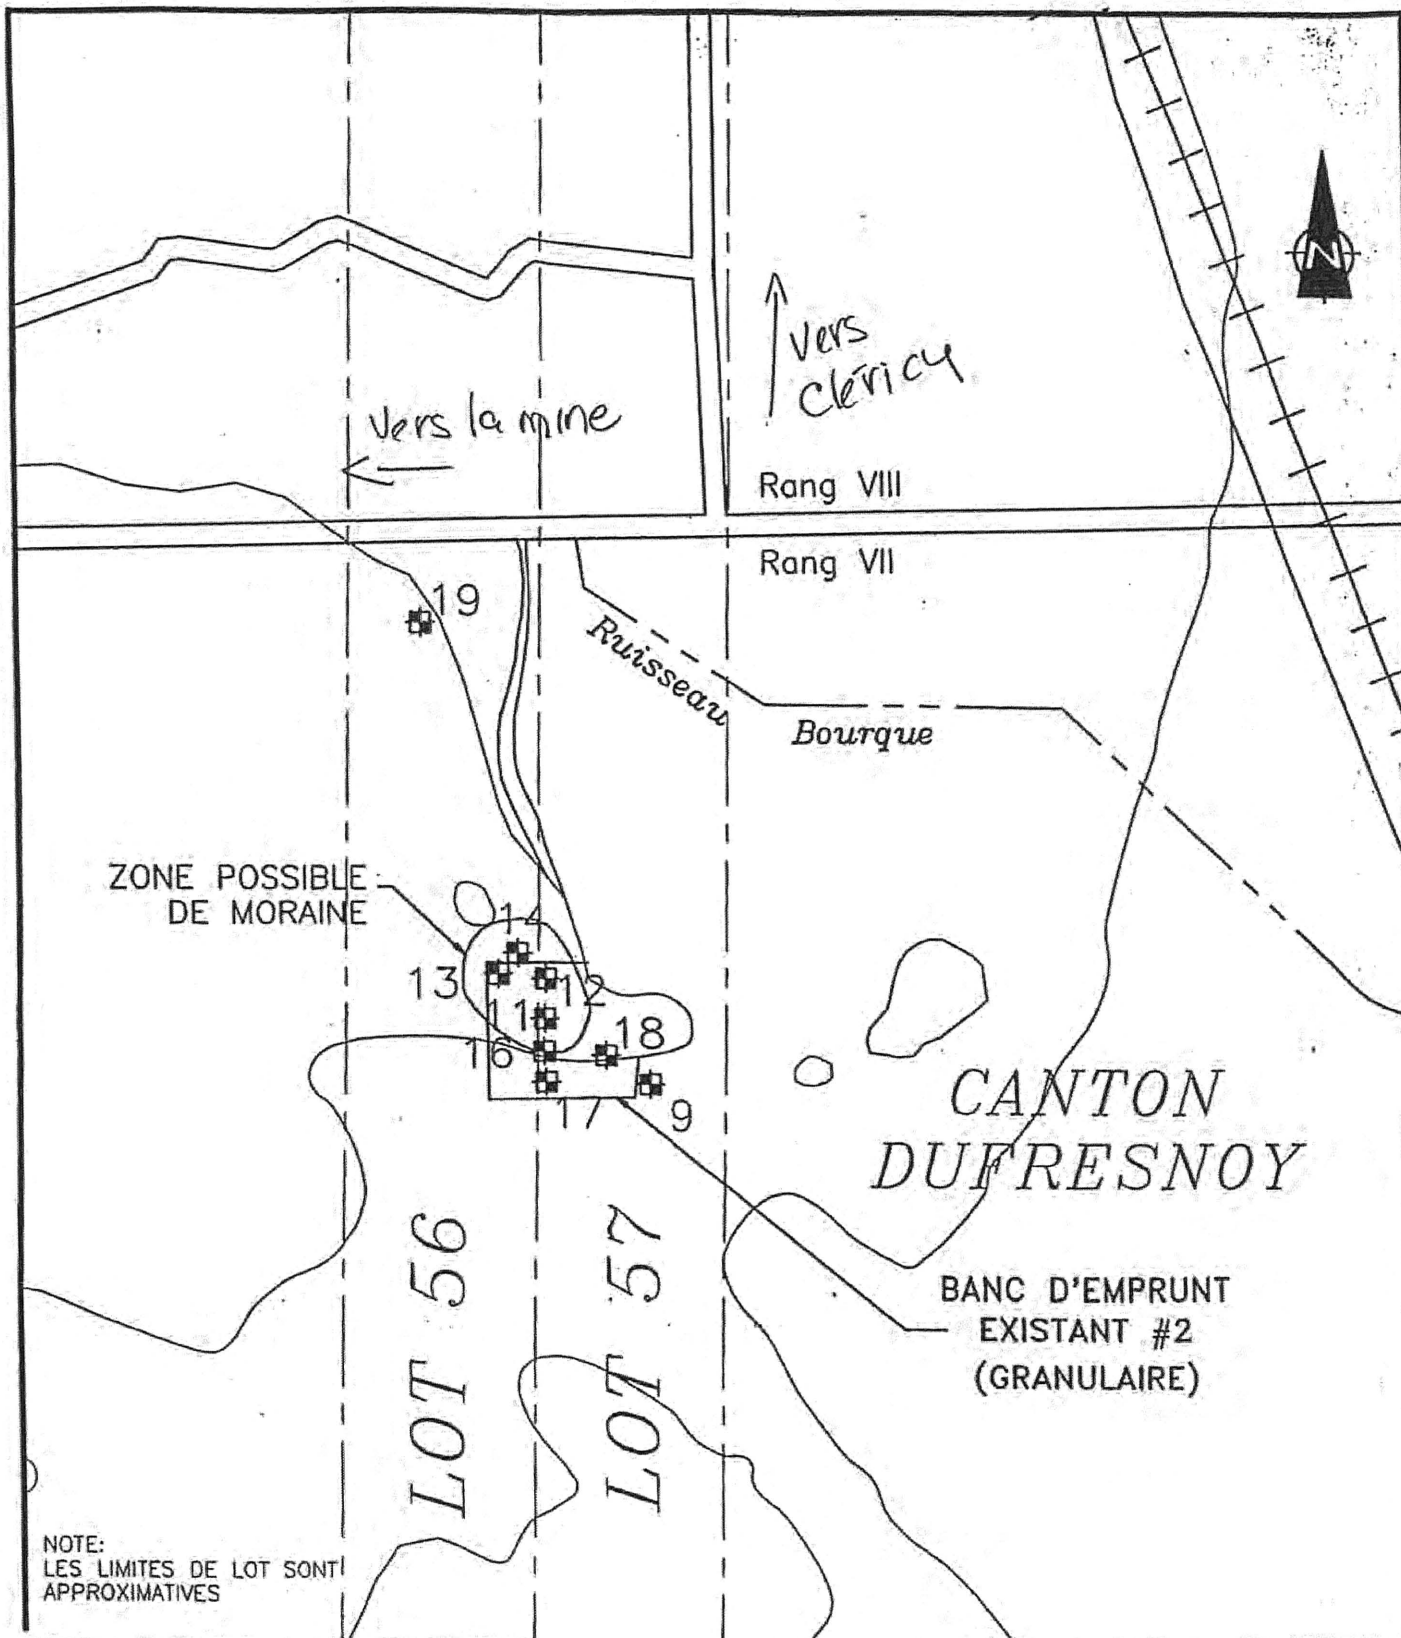 N
Vers
Cléricy
Vers la mine
Rang VIII
Rang VII
19
Ruisseau
Bourque
ZONE POSSIBLE
DE MORAINE
14
13
12
11
18
16
17
9
CANTON
DUFRESNOY
LOT 56
LOT 57
BANC D'EMPRUNT
EXISTANT #2
(GRANULAIRE)
NOTE:
LES LIMITES DE LOT SONT
APPROXIMATIVES